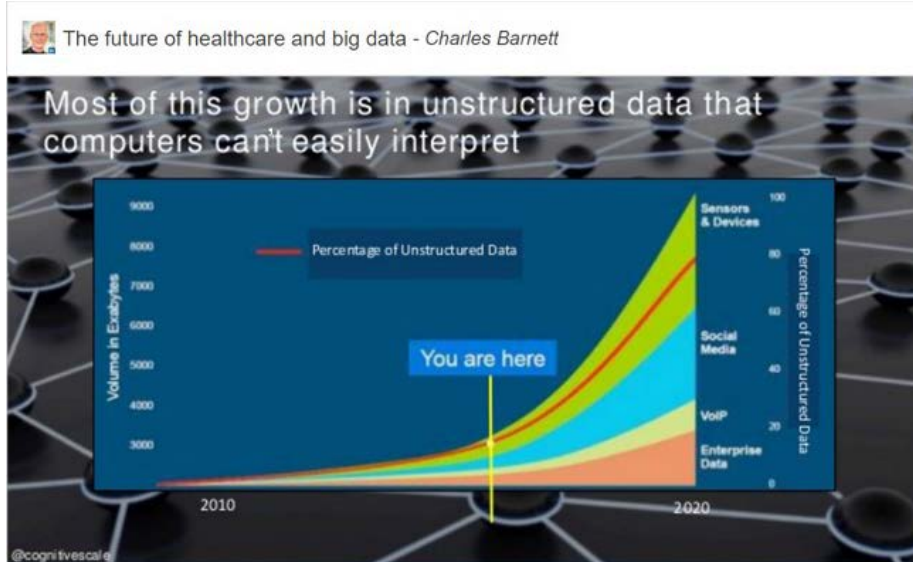 The future of healthcare and big data - Charles Barnett
Most of this growth is in unstructured data that
computers can't easily interpret
9000
8000
7000
6000
5000
4000
3000
Volume in Exabytes
Percentage of Unstructured Data
You are here
Sensors
& Devices
Social
Media
VoIP
Enterprise
Data
100
80
60
40
20
0
Percentage of Unstructured Data
2010
2020
@cognitivescale